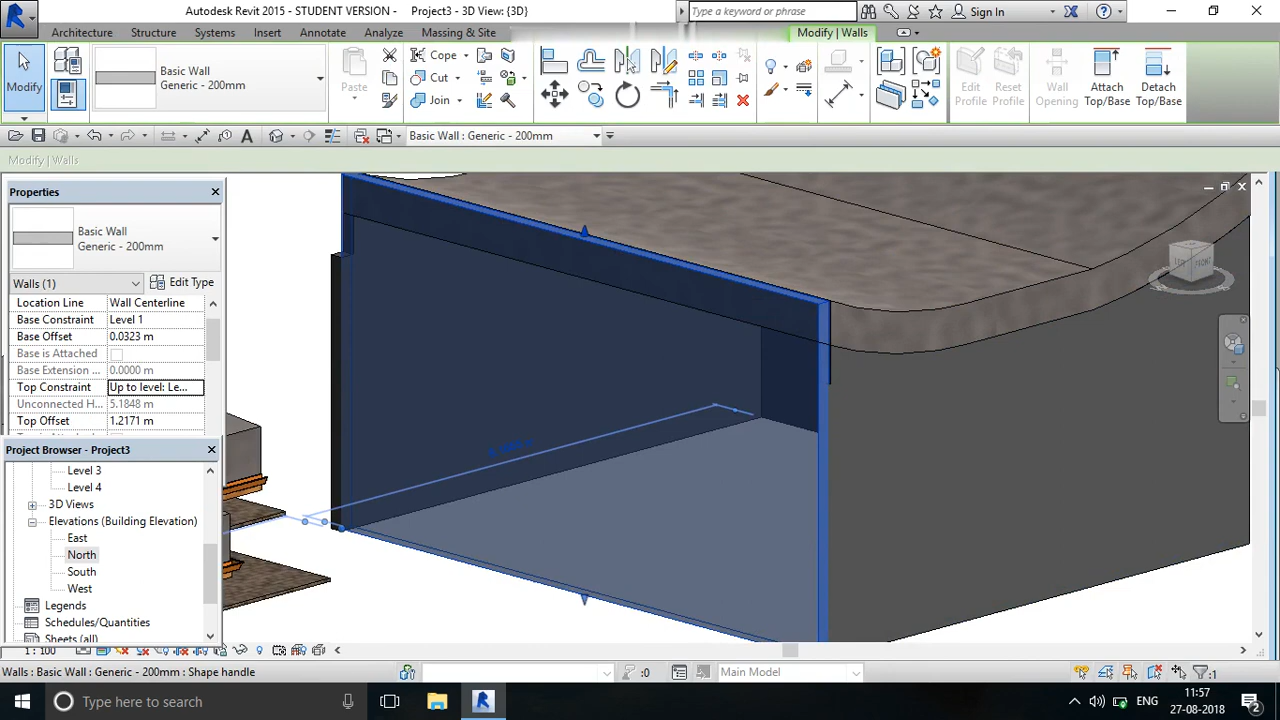 Autodesk Revit 2015 - STUDENT VERSION - Project3 - 3D View: {3D}
Type a keyword or phrase
Sign In
Architecture Structure Systems Insert Annotate Analyze Massing & Site Modify | Walls
Modify
Basic Wall
Generic - 200mm
Paste
Cope
Cut
Join
Edit Profile
Reset Profile
Wall Opening
Attach Top/Base
Detach Top/Base
Basic Wall : Generic - 200mm
Modify | Walls
Properties
Basic Wall
Generic - 200mm
Walls (1) Edit Type
Location Line Wall Centerline
Base Constraint Level 1
Base Offset 0.0323 m
Base is Attached
Base Extension ... 0.0000 m
Top Constraint Up to level: Le...
Unconnected H... 5.1848 m
Top Offset 1.2171 m
Project Browser - Project3
Level 3
Level 4
3D Views
Elevations (Building Elevation)
East
North
South
West
Legends
Schedules/Quantities
Sheets (all)
1 : 100
Walls : Basic Wall : Generic - 200mm : Shape handle
:0
Main Model
:1
Type here to search
ENG
11:57
27-08-2018
2